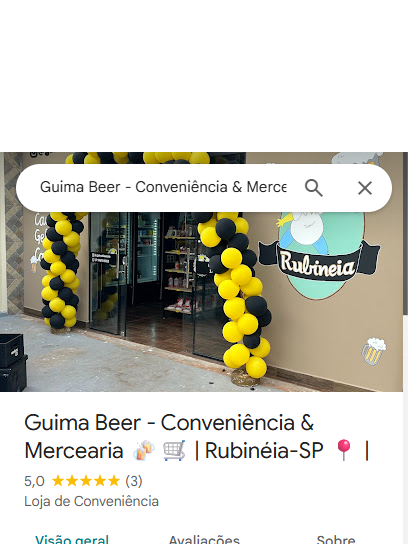 Guima Beer - Conveniência & Merce
Rubineia
Guima Beer - Conveniência &
Mercearia 🍻 🛒 | Rubinéia-SP 📍 |
5,0 ★★★★★ (3)
Loja de Conveniência
Visão geral Avaliações Sobre